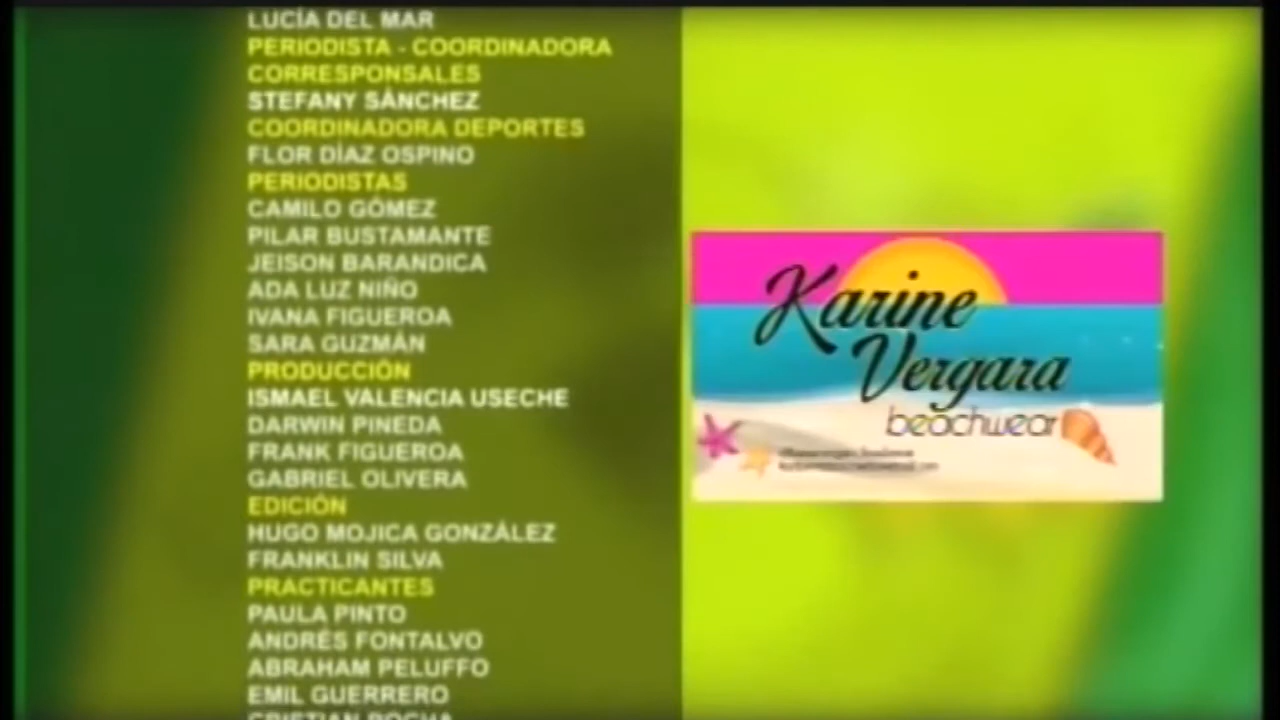 LUCÍA DEL MAR
PERIODISTA - COORDINADORA
CORRESPONSALES
STEFANY SÁNCHEZ
COORDINADORA DEPORTES
FLOR DÍAZ OSPINO
PERIODISTAS
CAMILO GÓMEZ
PILAR BUSTAMANTE
JEISON BARANDICA
ADA LUZ NIÑO
IVANA FIGUEROA
SARA GUZMÁN
PRODUCCIÓN
ISMAEL VALENCIA USECHE
DARWIN PINEDA
FRANK FIGUEROA
GABRIEL OLIVERA
EDICIÓN
HUGO MOJICA GONZÁLEZ
FRANKLIN SILVA
PRACTICANTES
PAULA PINTO
ANDRÉS FONTALVO
ABRAHAM PELUFFO
EMIL GUERRERO
CRISTIAN ROCHA
Karine
Vergara
beachwear